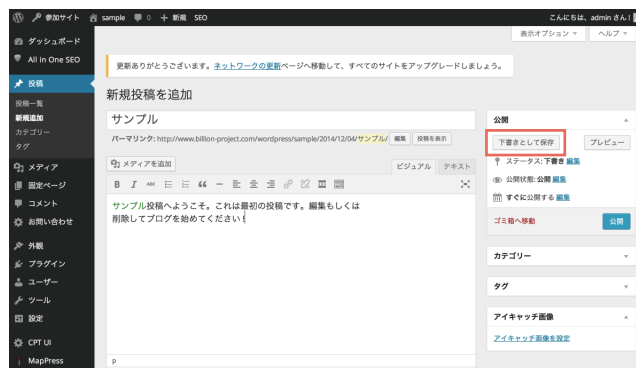 参加サイト sample 0 + 新規 SEO
こんにちは、admin さん!
表示オプション ▼ ヘルプ ▼
ダッシュボード
All in One SEO
投稿
投稿一覧
新規追加
カテゴリー
タグ
メディア
固定ページ
コメント
お問い合わせ
外観
プラグイン
ユーザー
ツール
設定
CPT UI
MapPress
更新ありがとうございます。ネットワークの更新ページへ移動して、すべてのサイトをアップグレードしましょう。
新規投稿を追加
サンプル
パーマリンク: http://www.billion-project.com/wordpress/sample/2014/12/04/サンプル/ 編集 投稿を表示
メディアを追加
ビジュアル テキスト
B I ABC
サンプル投稿へようこそ。これは最初の投稿です。編集もしくは
削除してブログを始めてください !
p
公開
下書きとして保存 プレビュー
ステータス: 下書き 編集
公開状態: 公開 編集
すぐに公開する 編集
ゴミ箱へ移動 公開
カテゴリー
タグ
アイキャッチ画像
アイキャッチ画像を設定